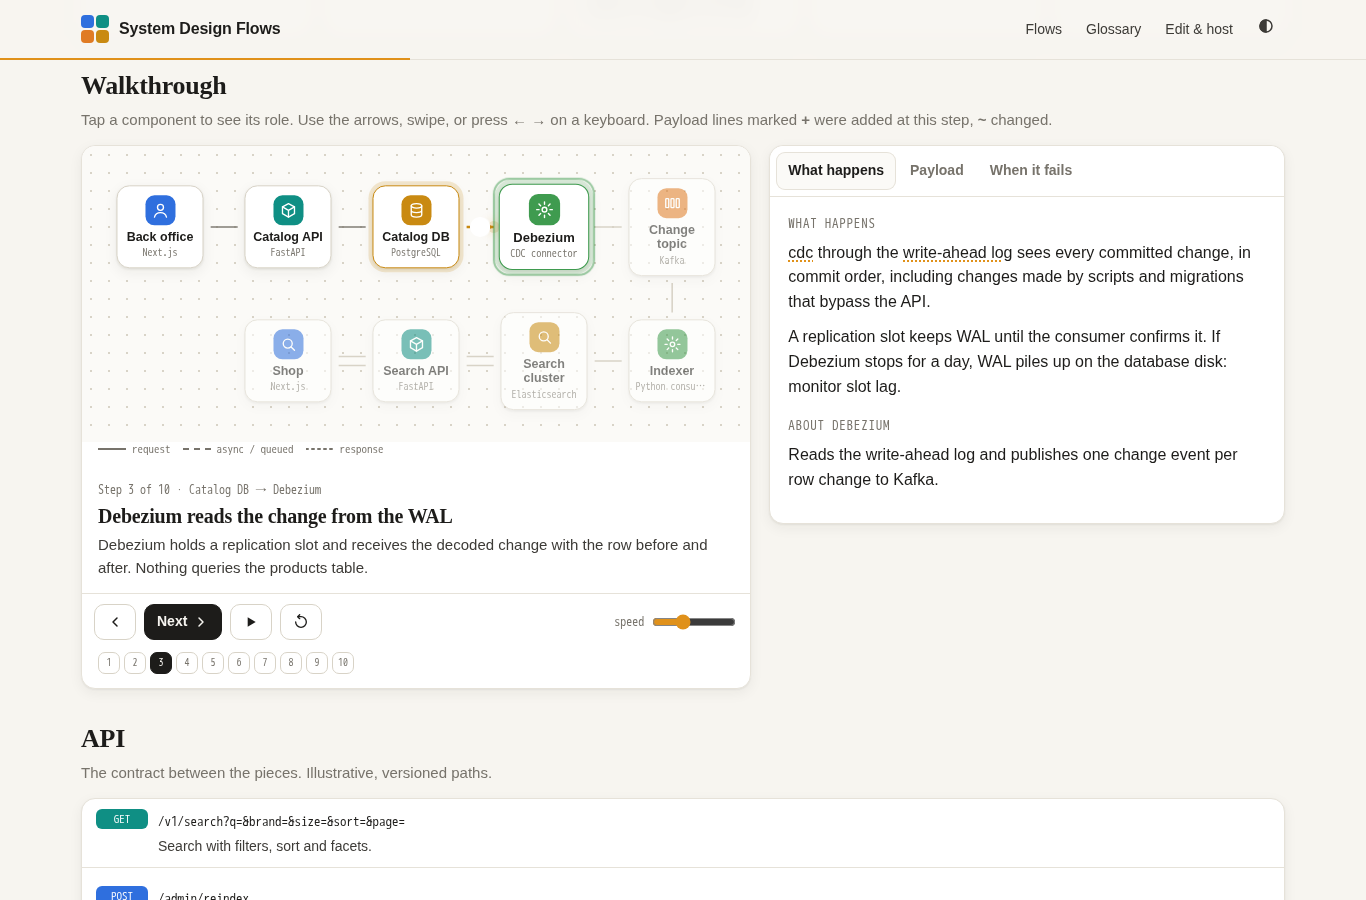 System Design Flows
Flows
Glossary
Edit & host
Walkthrough
Tap a component to see its role. Use the arrows, swipe, or press ← → on a keyboard. Payload lines marked + were added at this step, ~ changed.
Back office
Next.js
Catalog API
FastAPI
Catalog DB
PostgreSQL
Debezium
CDC connector
Change
topic
Kafka
Shop
Next.js
Search API
FastAPI
Search
cluster
Elasticsearch
Indexer
Python consu…
request
async / queued
response
Step 3 of 10 · Catalog DB → Debezium
Debezium reads the change from the WAL
Debezium holds a replication slot and receives the decoded change with the row before and
after. Nothing queries the products table.
Next
speed
1 2 3 4 5 6 7 8 9 10
What happens
Payload
When it fails
WHAT HAPPENS
cdc through the write-ahead log sees every committed change, in
commit order, including changes made by scripts and migrations
that bypass the API.
A replication slot keeps WAL until the consumer confirms it. If
Debezium stops for a day, WAL piles up on the database disk:
monitor slot lag.
ABOUT DEBEZIUM
Reads the write-ahead log and publishes one change event per
row change to Kafka.
API
The contract between the pieces. Illustrative, versioned paths.
GET
/v1/search?q=&brand=&size=&sort=&page=
Search with filters, sort and facets.
POST
/admin/reindex